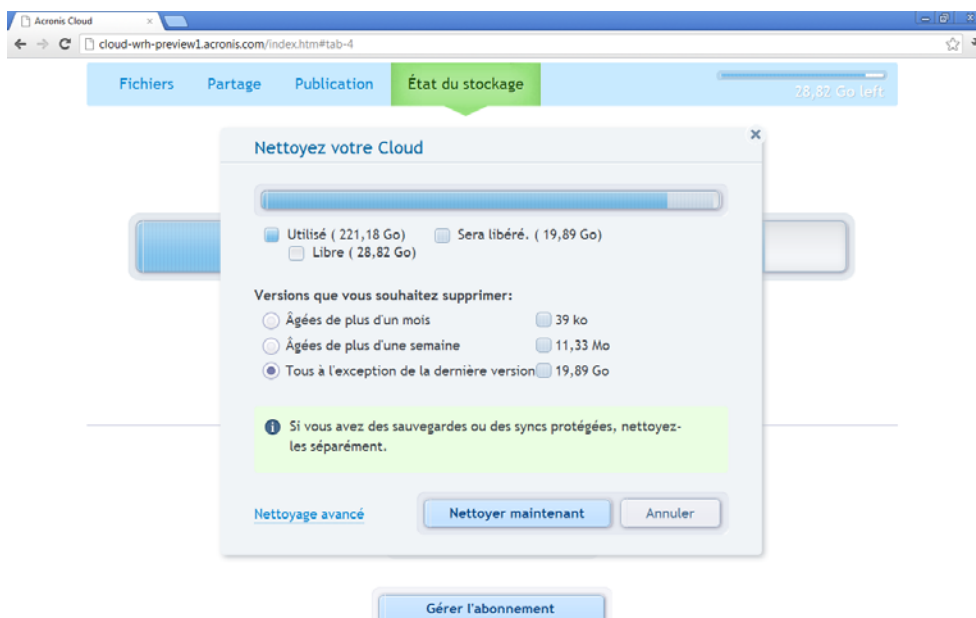 Acronis Cloud
cloud-wrh-preview1.acronis.com/index.htm#tab-4
Fichiers Partage Publication État du stockage
28,82 Go left
Nettoyez votre Cloud
Utilisé ( 221,18 Go) Sera libéré. ( 19,89 Go)
Libre ( 28,82 Go)
Versions que vous souhaitez supprimer:
Âgées de plus d'un mois 39 ko
Âgées de plus d'une semaine 11,33 Mo
Tous à l'exception de la dernière version 19,89 Go
Si vous avez des sauvegardes ou des syncs protégées, nettoyez-
les séparément.
Nettoyage avancé Nettoyer maintenant Annuler
Gérer l'abonnement